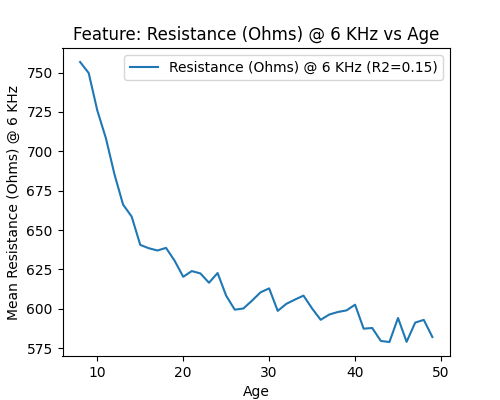 Feature: Resistance (Ohms) @ 6 KHz vs Age
Resistance (Ohms) @ 6 KHz (R2=0.15)
Mean Resistance (Ohms) @ 6 KHz
750
725
700
675
650
625
600
575
10 20 30 40 50
Age